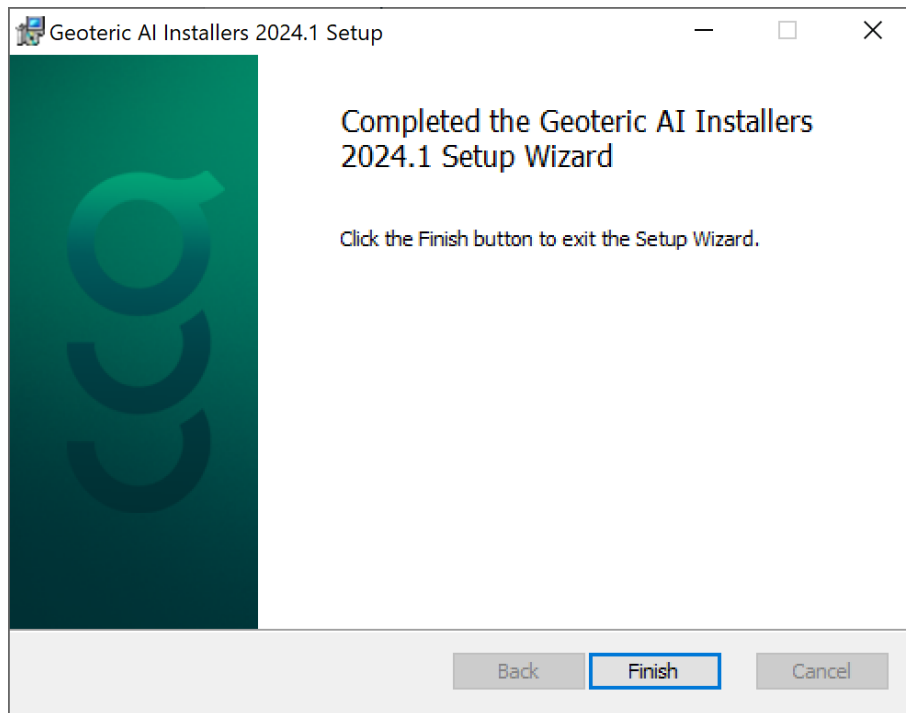 Geoteric AI Installers 2024.1 Setup
Completed the Geoteric AI Installers
2024.1 Setup Wizard
Click the Finish button to exit the Setup Wizard.
Back
Finish
Cancel